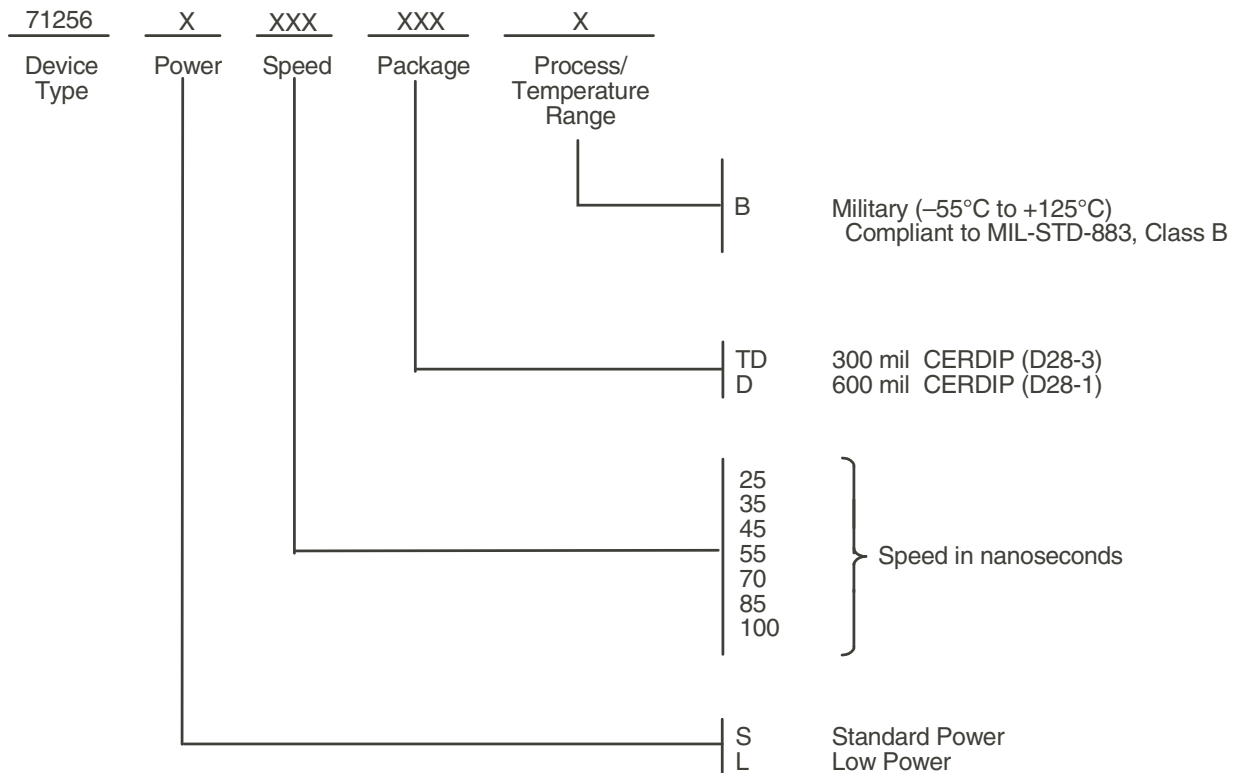 71256 X XXX XXX X
Device Type
Power
Speed
Package
Process/
Temperature
Range
B Military (–55°C to +125°C)
Compliant to MIL-STD-883, Class B
TD 300 mil CERDIP (D28-3)
D 600 mil CERDIP (D28-1)
25
35
45
55
70
85
100
Speed in nanoseconds
S Standard Power
L Low Power